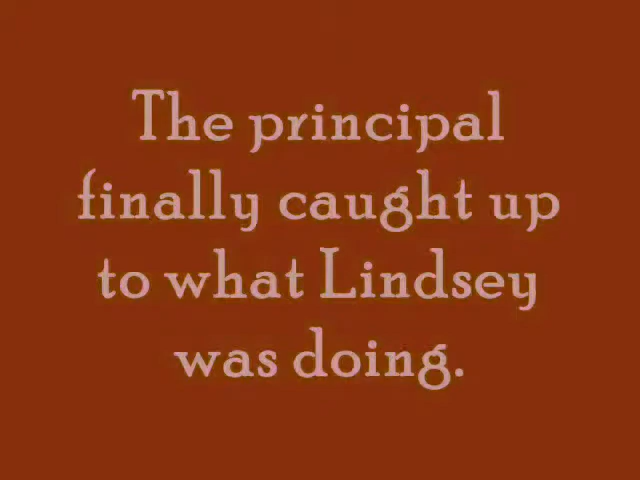 The principal
finally caught up
to what Lindsey
was doing.